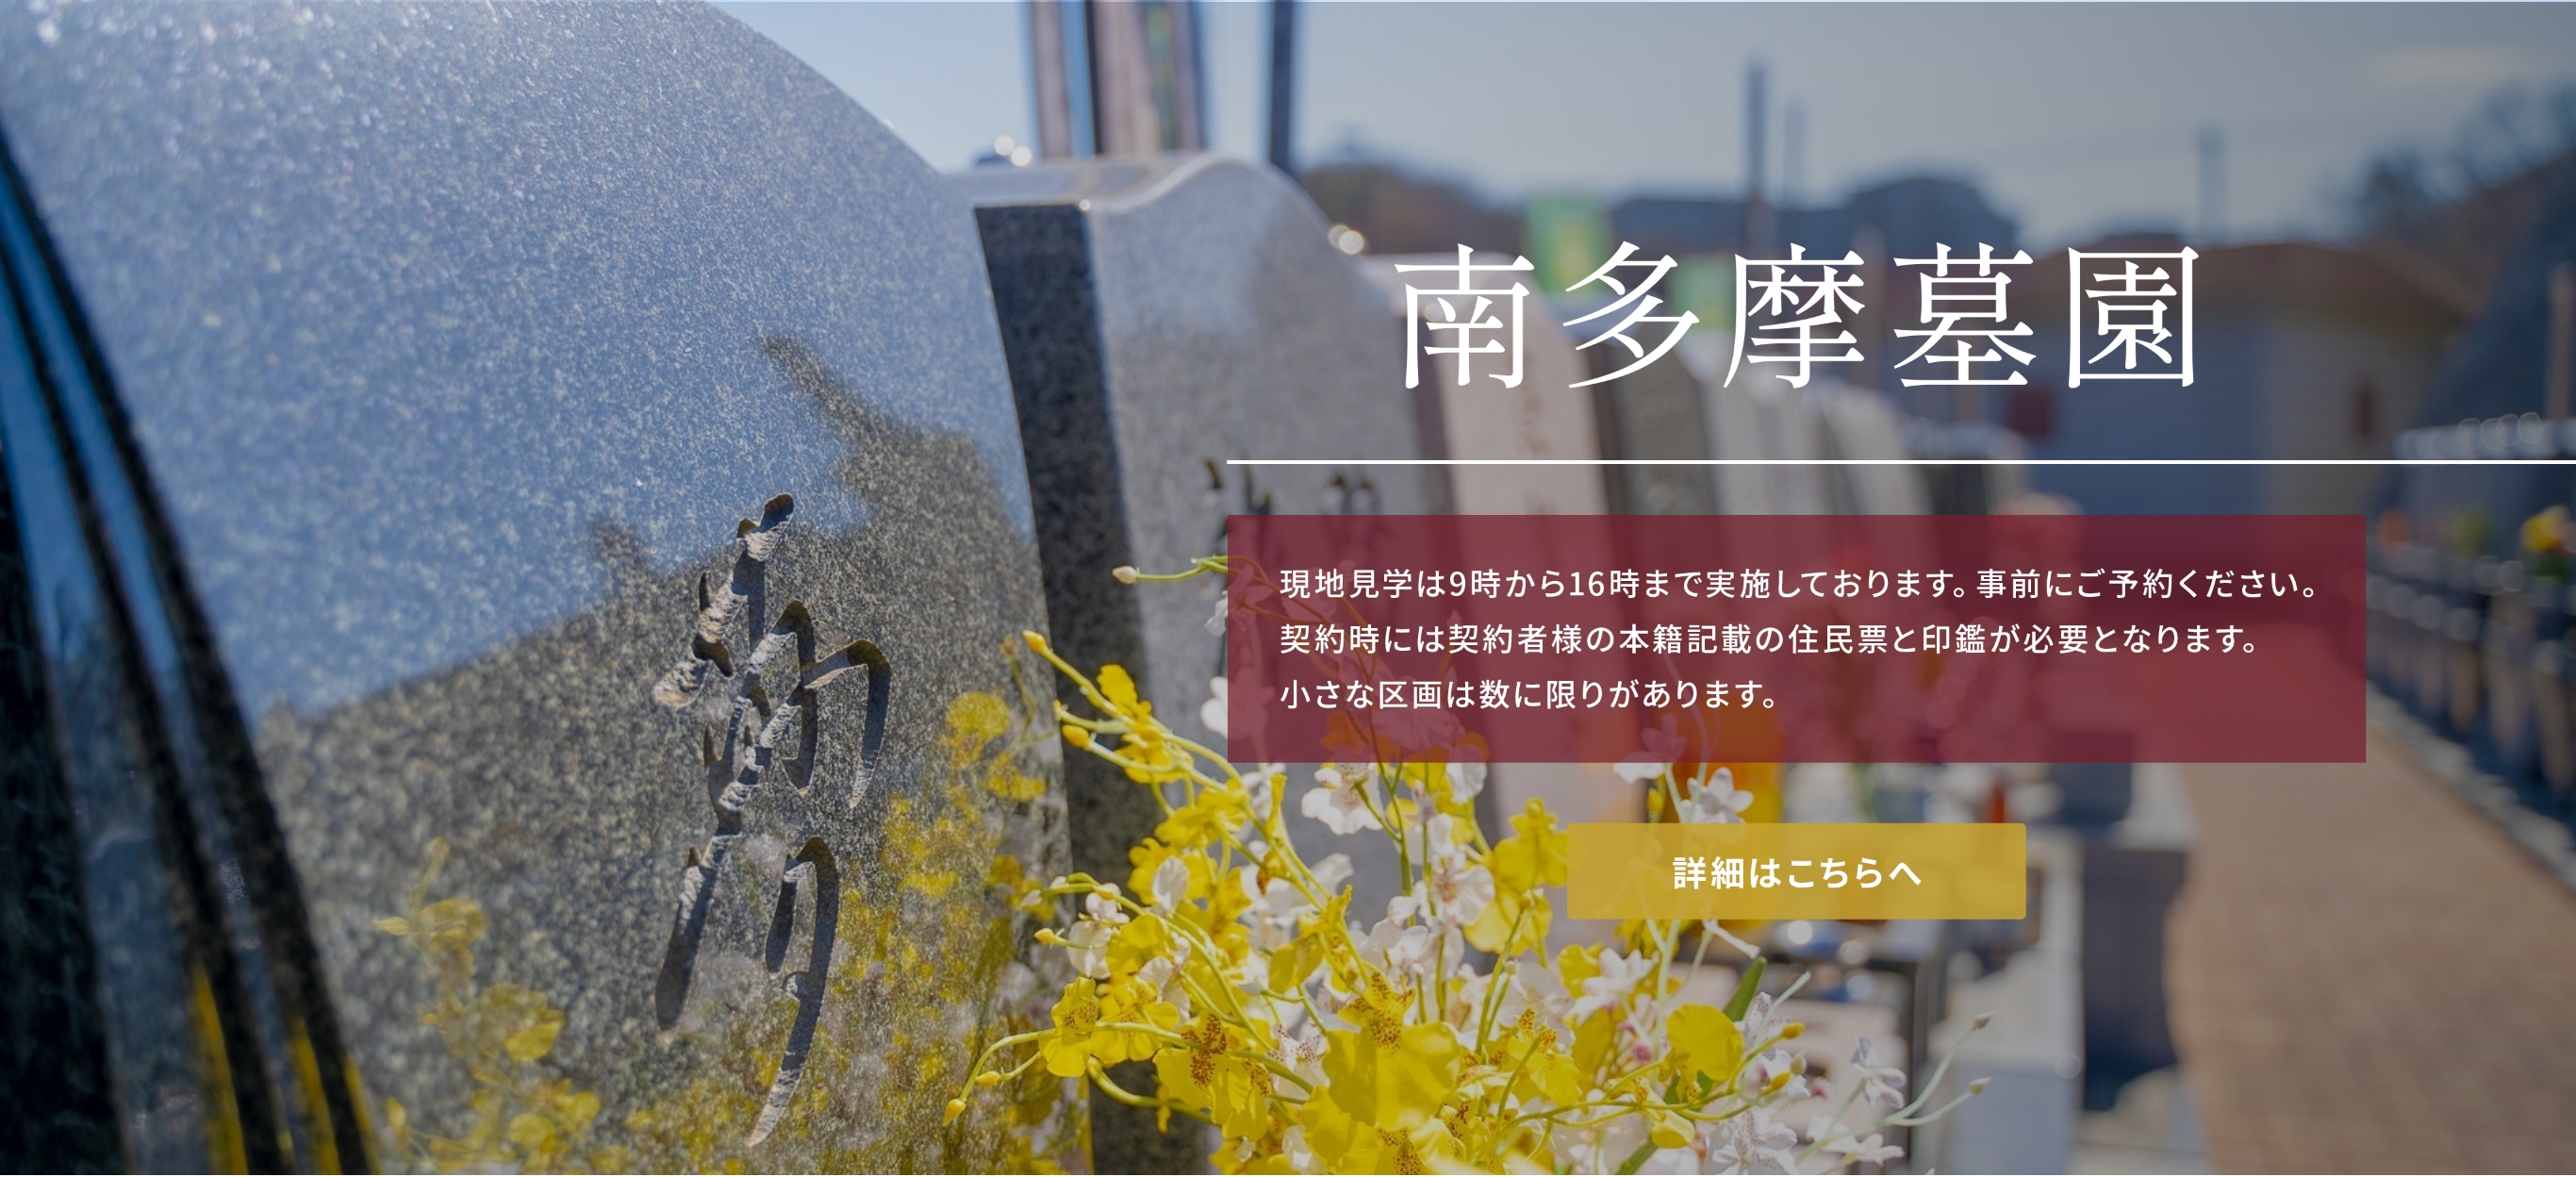 南多摩墓園
現地見学は9時から16時まで実施しております。事前にご予約ください。
契約時には契約者様の本籍記載の住民票と印鑑が必要となります。
小さな区画は数に限りがあります。
詳細はこちらへ